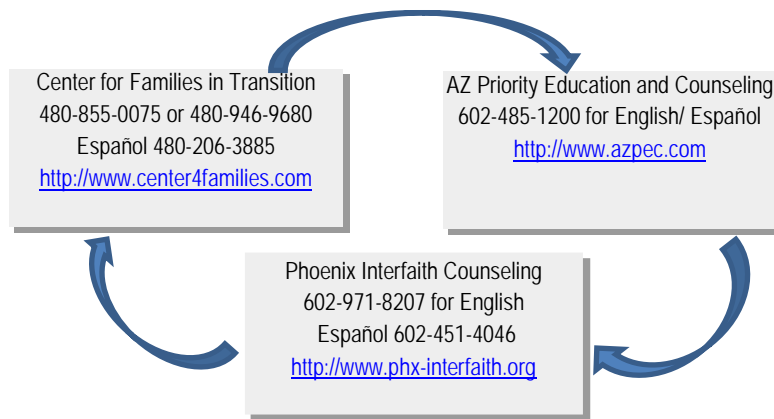 Center for Families in Transition
480-855-0075 or 480-946-9680
Español 480-206-3885
http://www.center4families.com
AZ Priority Education and Counseling
602-485-1200 for English/ Español
http://www.azpec.com
Phoenix Interfaith Counseling
602-971-8207 for English
Español 602-451-4046
http://www.phx-interfaith.org